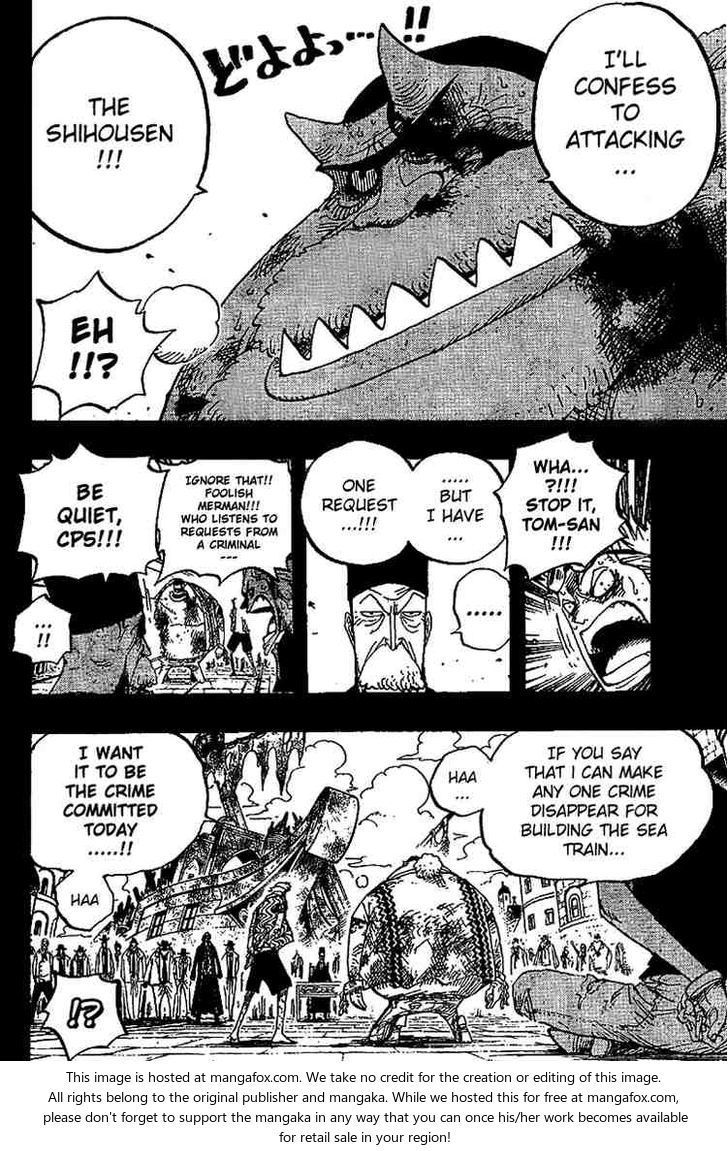 どよよっ…!!
I'LL
CONFESS
TO
ATTACKING
...
THE
SHIHOUSEN
!!!
EH
!!?
WHA...
?!!!
STOP IT,
TOM-SAN
!!!
.....
.....
BUT
I HAVE
...
ONE
REQUEST
...!!!
IGNORE THAT!!
FOOLISH
MERMAN!!!
WHO LISTENS TO
REQUESTS FROM
A CRIMINAL
---
BE
QUIET,
CP5!!!
...
!!
IF YOU SAY
THAT I CAN MAKE
ANY ONE CRIME
DISAPPEAR FOR
BUILDING THE SEA
TRAIN...
HAA
...
I WANT
IT TO BE
THE CRIME
COMMITTED
TODAY
.....!!
HAA
!?
This image is hosted at mangafox.com. We take no credit for the creation or editing of this image.
All rights belong to the original publisher and mangaka. While we hosted this for free at mangafox.com,
please don't forget to support the mangaka in any way that you can once his/her work becomes available
for retail sale in your region!